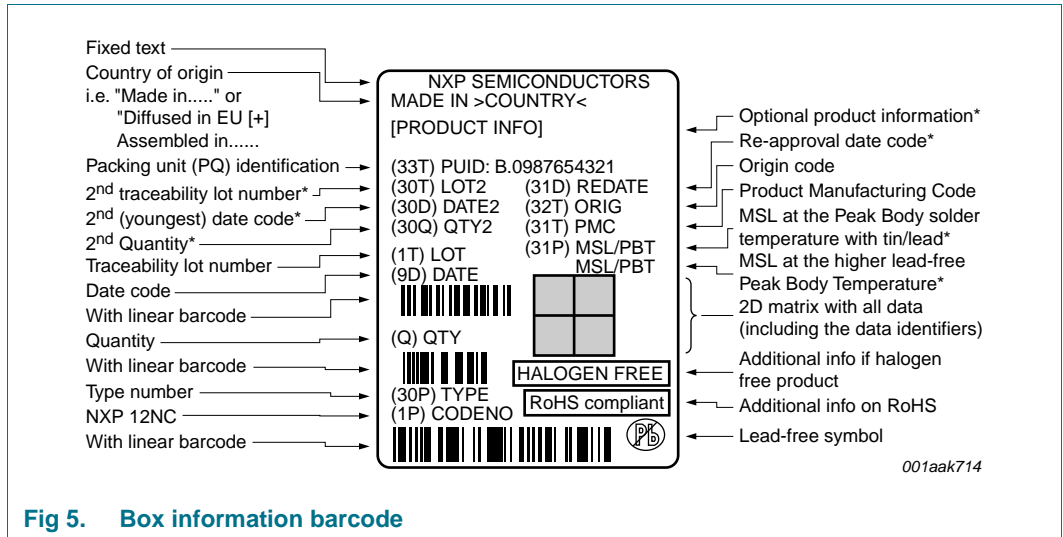 Fixed text
Country of origin
i.e. "Made in....." or
"Diffused in EU [+]
Assembled in......
Packing unit (PQ) identification
2nd traceability lot number*
2nd (youngest) date code*
2nd Quantity*
Traceability lot number
Date code
With linear barcode
Quantity
With linear barcode
Type number
NXP 12NC
With linear barcode
NXP SEMICONDUCTORS
MADE IN >COUNTRY<
[PRODUCT INFO]
(33T) PUID: B.0987654321
(30T) LOT2 (31D) REDATE
(30D) DATE2 (32T) ORIG
(30Q) QTY2 (31T) PMC
(31P) MSL/PBT
(1T) LOT MSL/PBT
(9D) DATE
(Q) QTY
HALOGEN FREE
(30P) TYPE
RoHS compliant
(1P) CODENO
Pb
Optional product information*
Re-approval date code*
Origin code
Product Manufacturing Code
MSL at the Peak Body solder
temperature with tin/lead*
MSL at the higher lead-free
Peak Body Temperature*
2D matrix with all data
(including the data identifiers)
Additional info if halogen
free product
Additional info on RoHS
Lead-free symbol
001aak714
Fig 5. Box information barcode